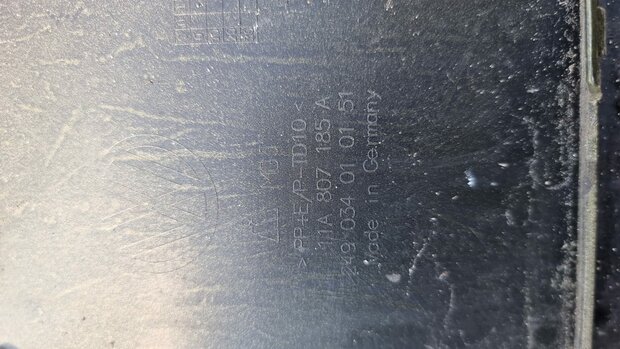 >PP+E/P-TD10<
11A 807 185 A
249 034 01 01 51
Made in Germany